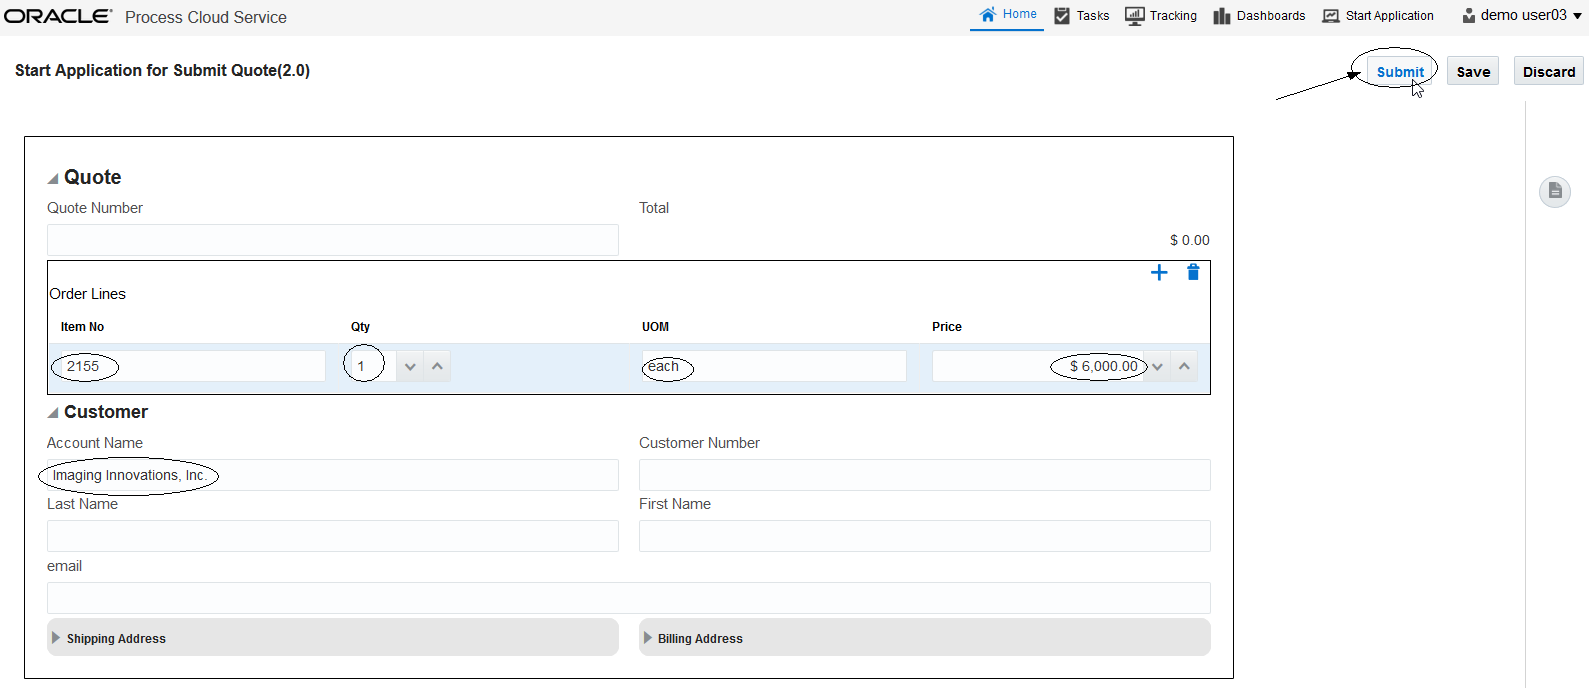 ORACLE® Process Cloud Service
Home Tasks Tracking Dashboards Start Application demo user03
Start Application for Submit Quote(2.0)
Submit Save Discard
Quote
Quote Number Total
$ 0.00
Order Lines
Item No Qty UOM Price
2155 1 each $ 6,000.00
Customer
Account Name Customer Number
Imaging Innovations, Inc.
Last Name First Name
email
Shipping Address Billing Address